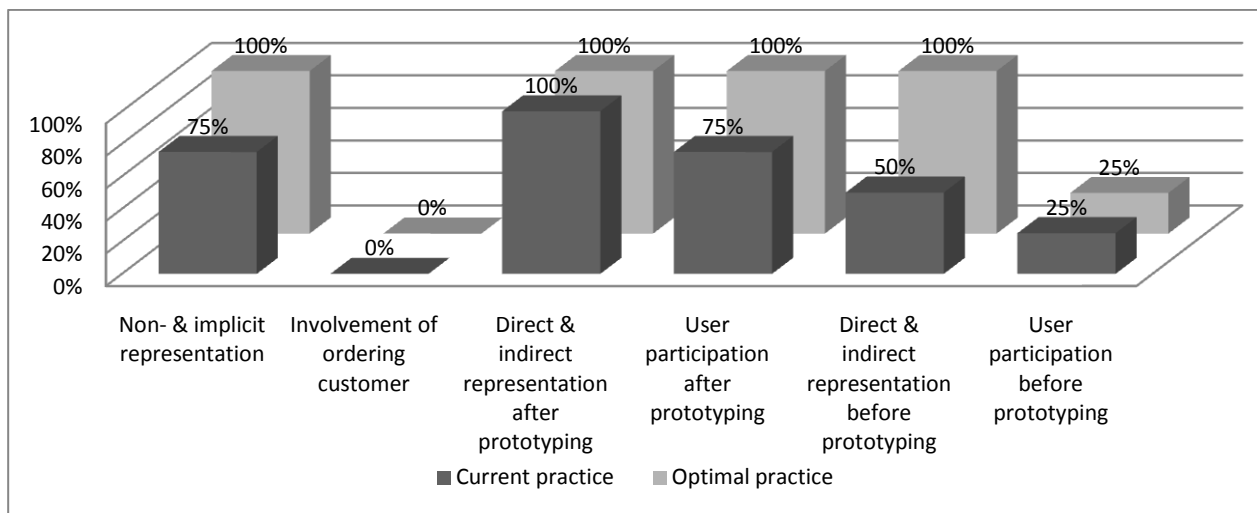 100% 100% 100% 100%
100%
75% 75%
50% 25%
0% 25%
0%
100%
80%
60%
40%
20%
0%
Non- & implicit representation
Involvement of ordering customer
Direct & indirect representation after prototyping
User participation after prototyping
Direct & indirect representation before prototyping
User participation before prototyping
Current practice Optimal practice